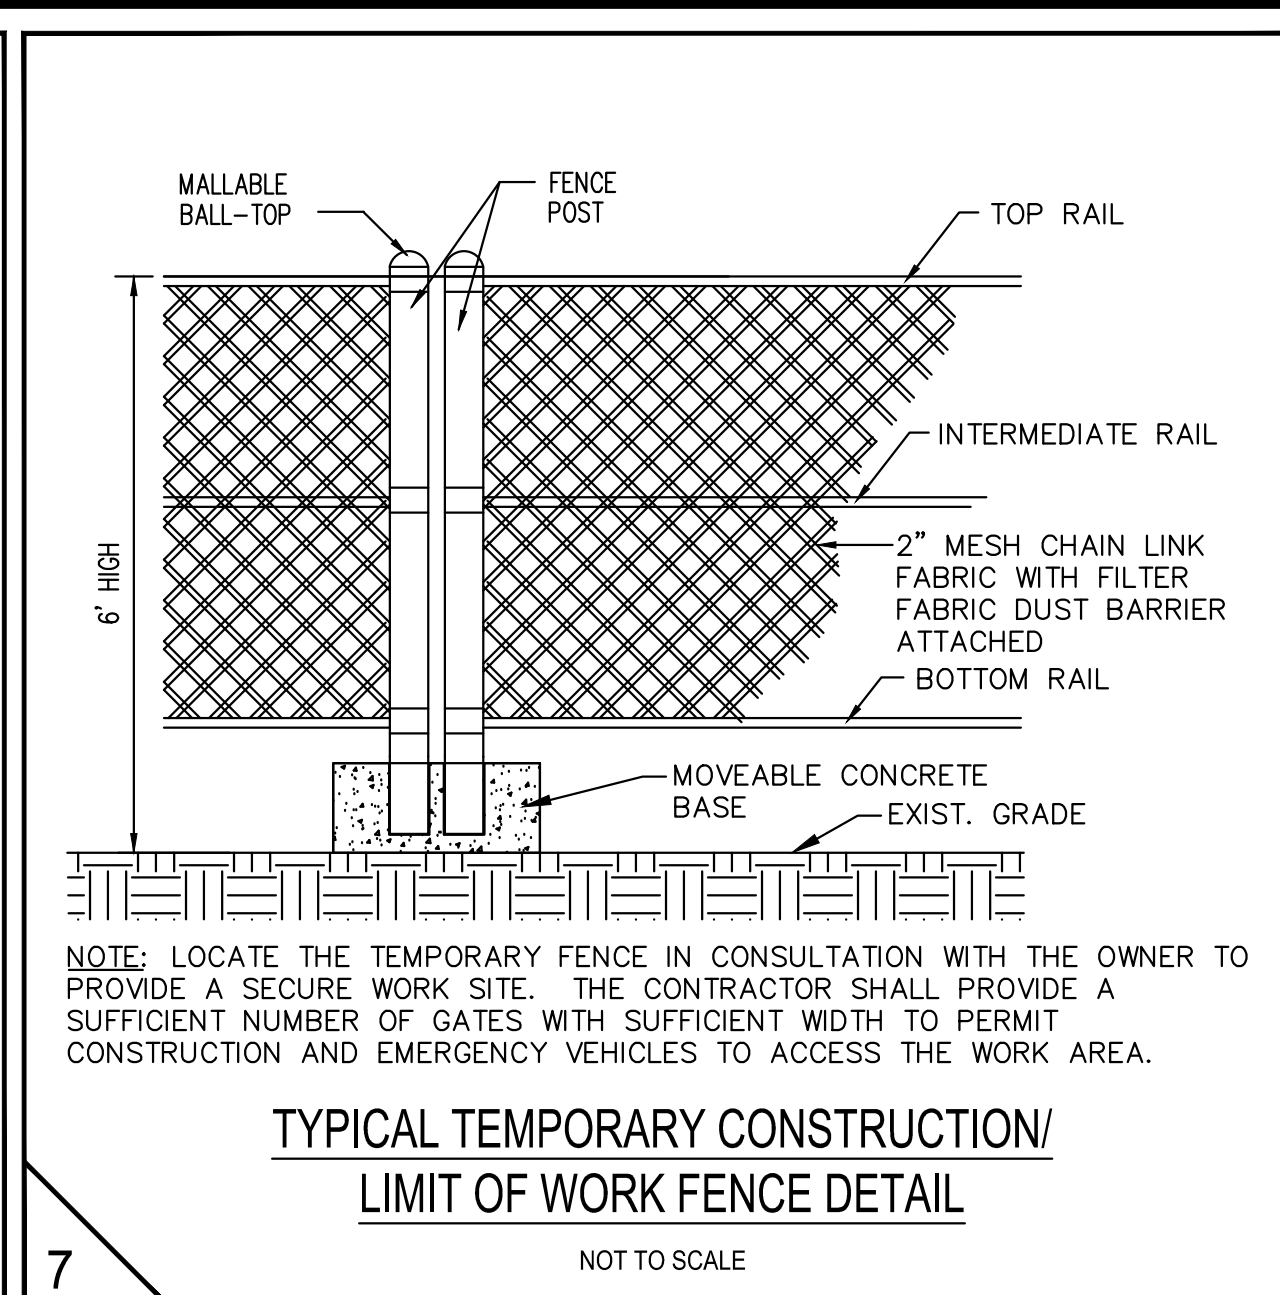 MALLABLE
BALL-TOP
FENCE
POST
TOP RAIL
INTERMEDIATE RAIL
6' HIGH
2" MESH CHAIN LINK
FABRIC WITH FILTER
FABRIC DUST BARRIER
ATTACHED
BOTTOM RAIL
MOVEABLE CONCRETE
BASE
EXIST. GRADE
NOTE: LOCATE THE TEMPORARY FENCE IN CONSULTATION WITH THE OWNER TO
PROVIDE A SECURE WORK SITE. THE CONTRACTOR SHALL PROVIDE A
SUFFICIENT NUMBER OF GATES WITH SUFFICIENT WIDTH TO PERMIT
CONSTRUCTION AND EMERGENCY VEHICLES TO ACCESS THE WORK AREA.
TYPICAL TEMPORARY CONSTRUCTION/
LIMIT OF WORK FENCE DETAIL
NOT TO SCALE
7